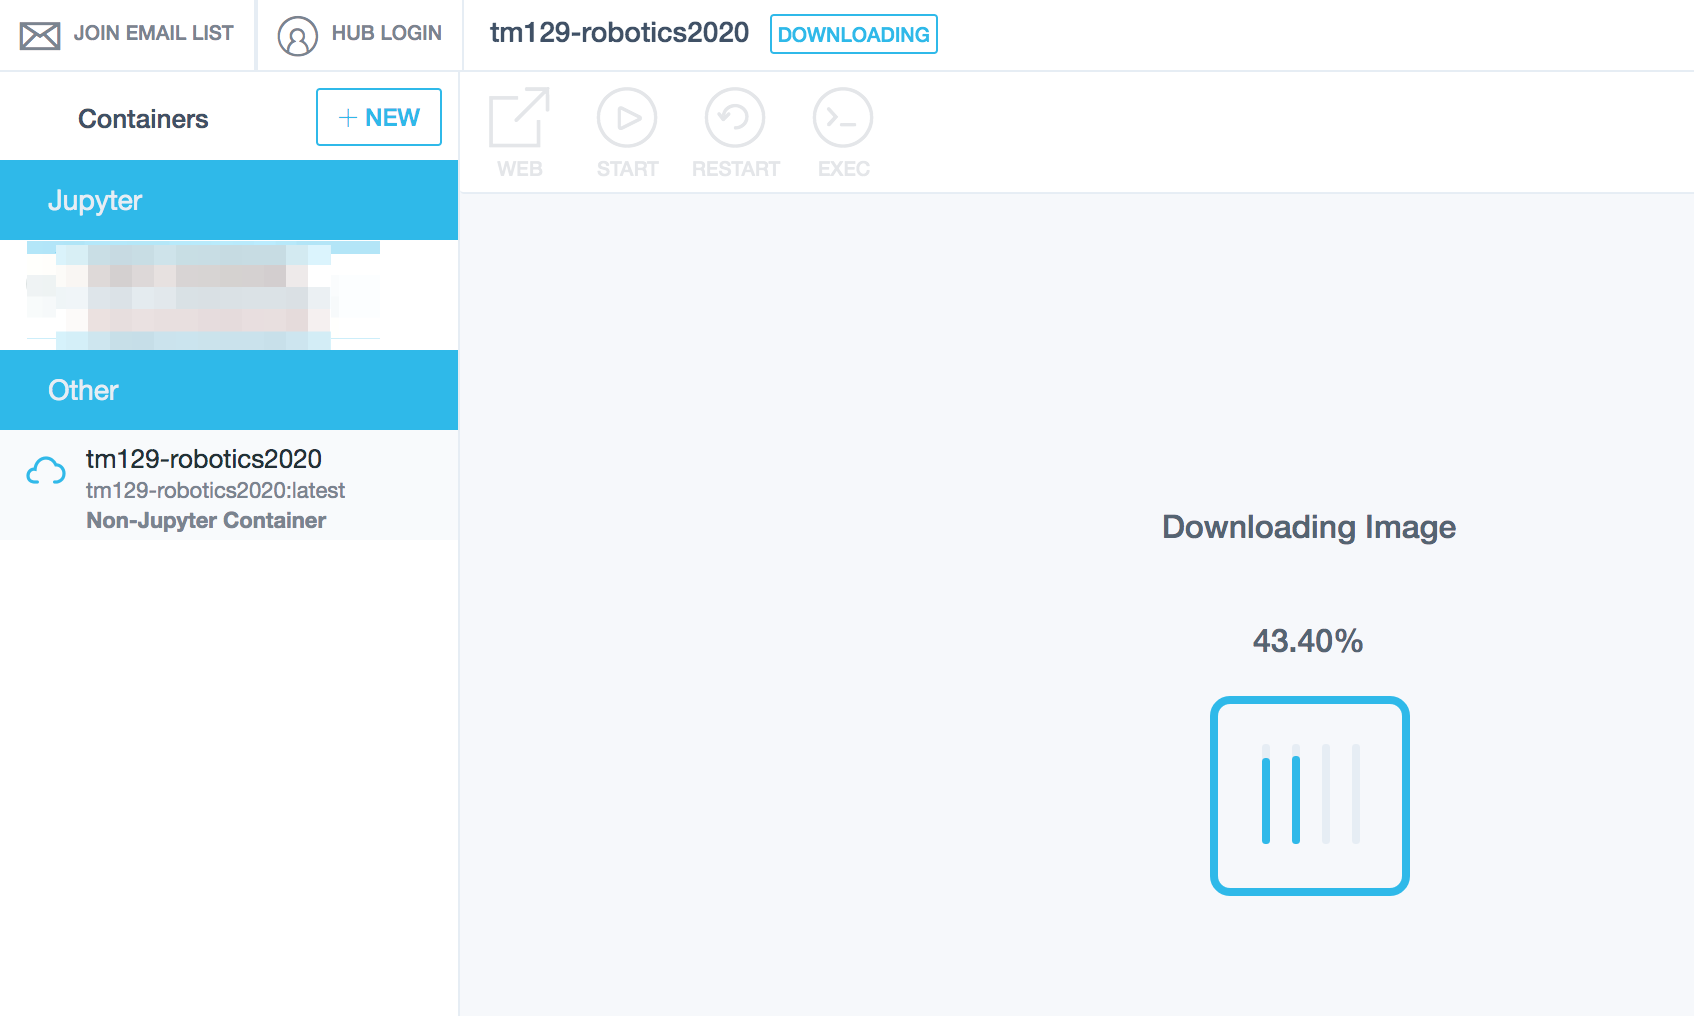 JOIN EMAIL LIST
HUB LOGIN
tm129-robotics2020
DOWNLOADING
Containers
+ NEW
WEB
START
RESTART
EXEC
Jupyter
Other
tm129-robotics2020
tm129-robotics2020:latest
Non-Jupyter Container
Downloading Image
43.40%